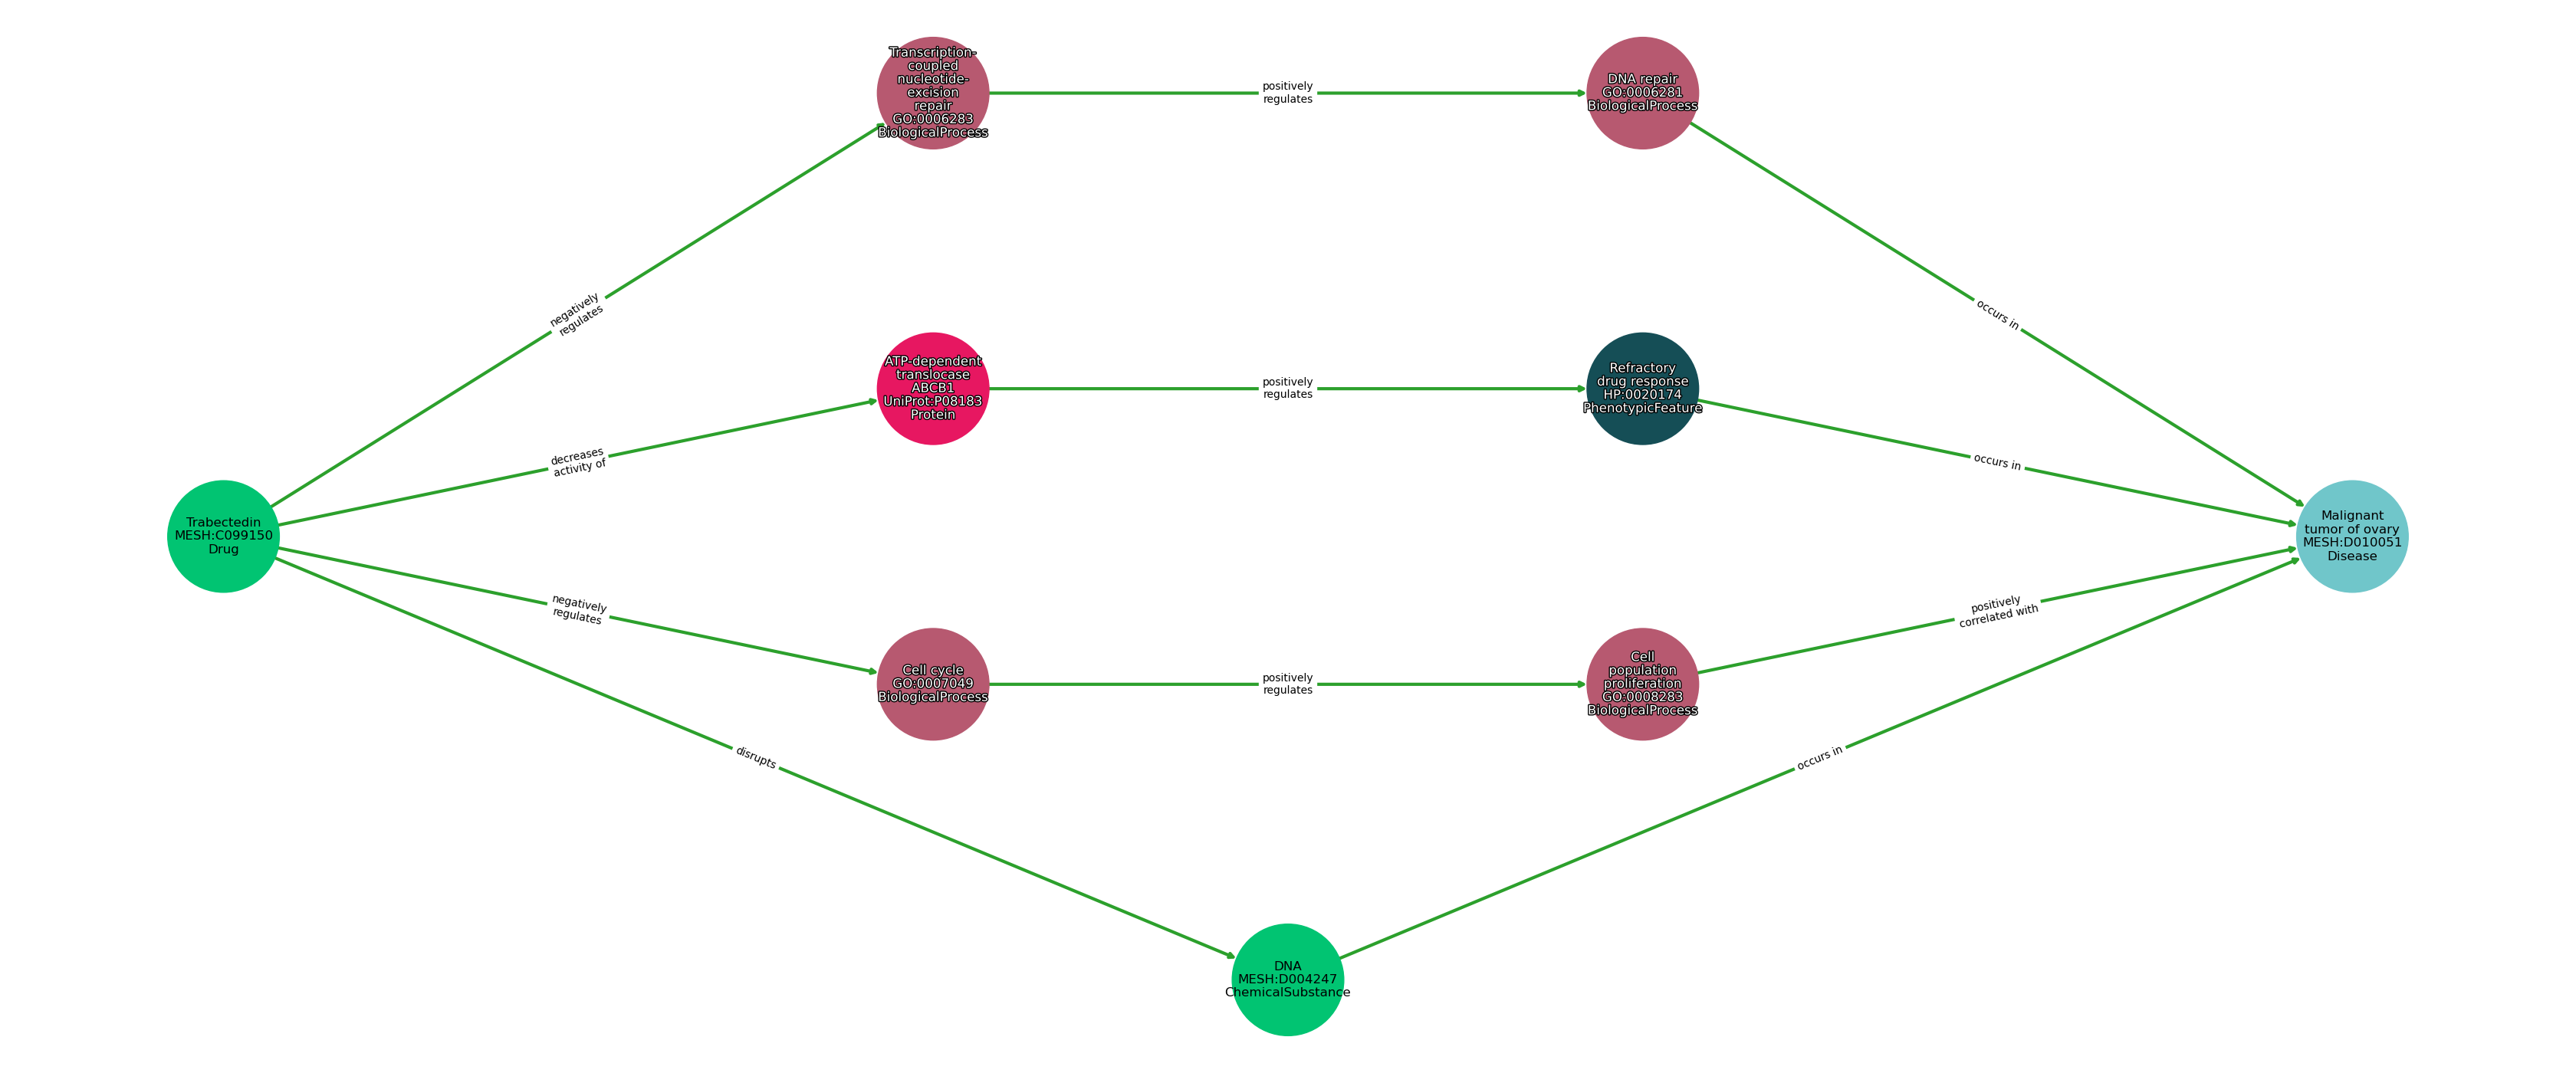 Transcription-
coupled
nucleotide-
excision
repair
GO:0006283
BiologicalProcess
positively
regulates
DNA repair
GO:0006281
BiologicalProcess
negatively
regulates
occurs in
ATP-dependent
translocase
ABCB1
UniProt:P08183
Protein
positively
regulates
Refractory
drug response
HP:0020174
PhenotypicFeature
decreases
activity of
occurs in
Trabectedin
MESH:C099150
Drug
Malignant
tumor of ovary
MESH:D010051
Disease
negatively
regulates
positively
correlated with
Cell cycle
GO:0007049
BiologicalProcess
positively
regulates
Cell
population
proliferation
GO:0008283
BiologicalProcess
disrupts
occurs in
DNA
MESH:D004247
ChemicalSubstance